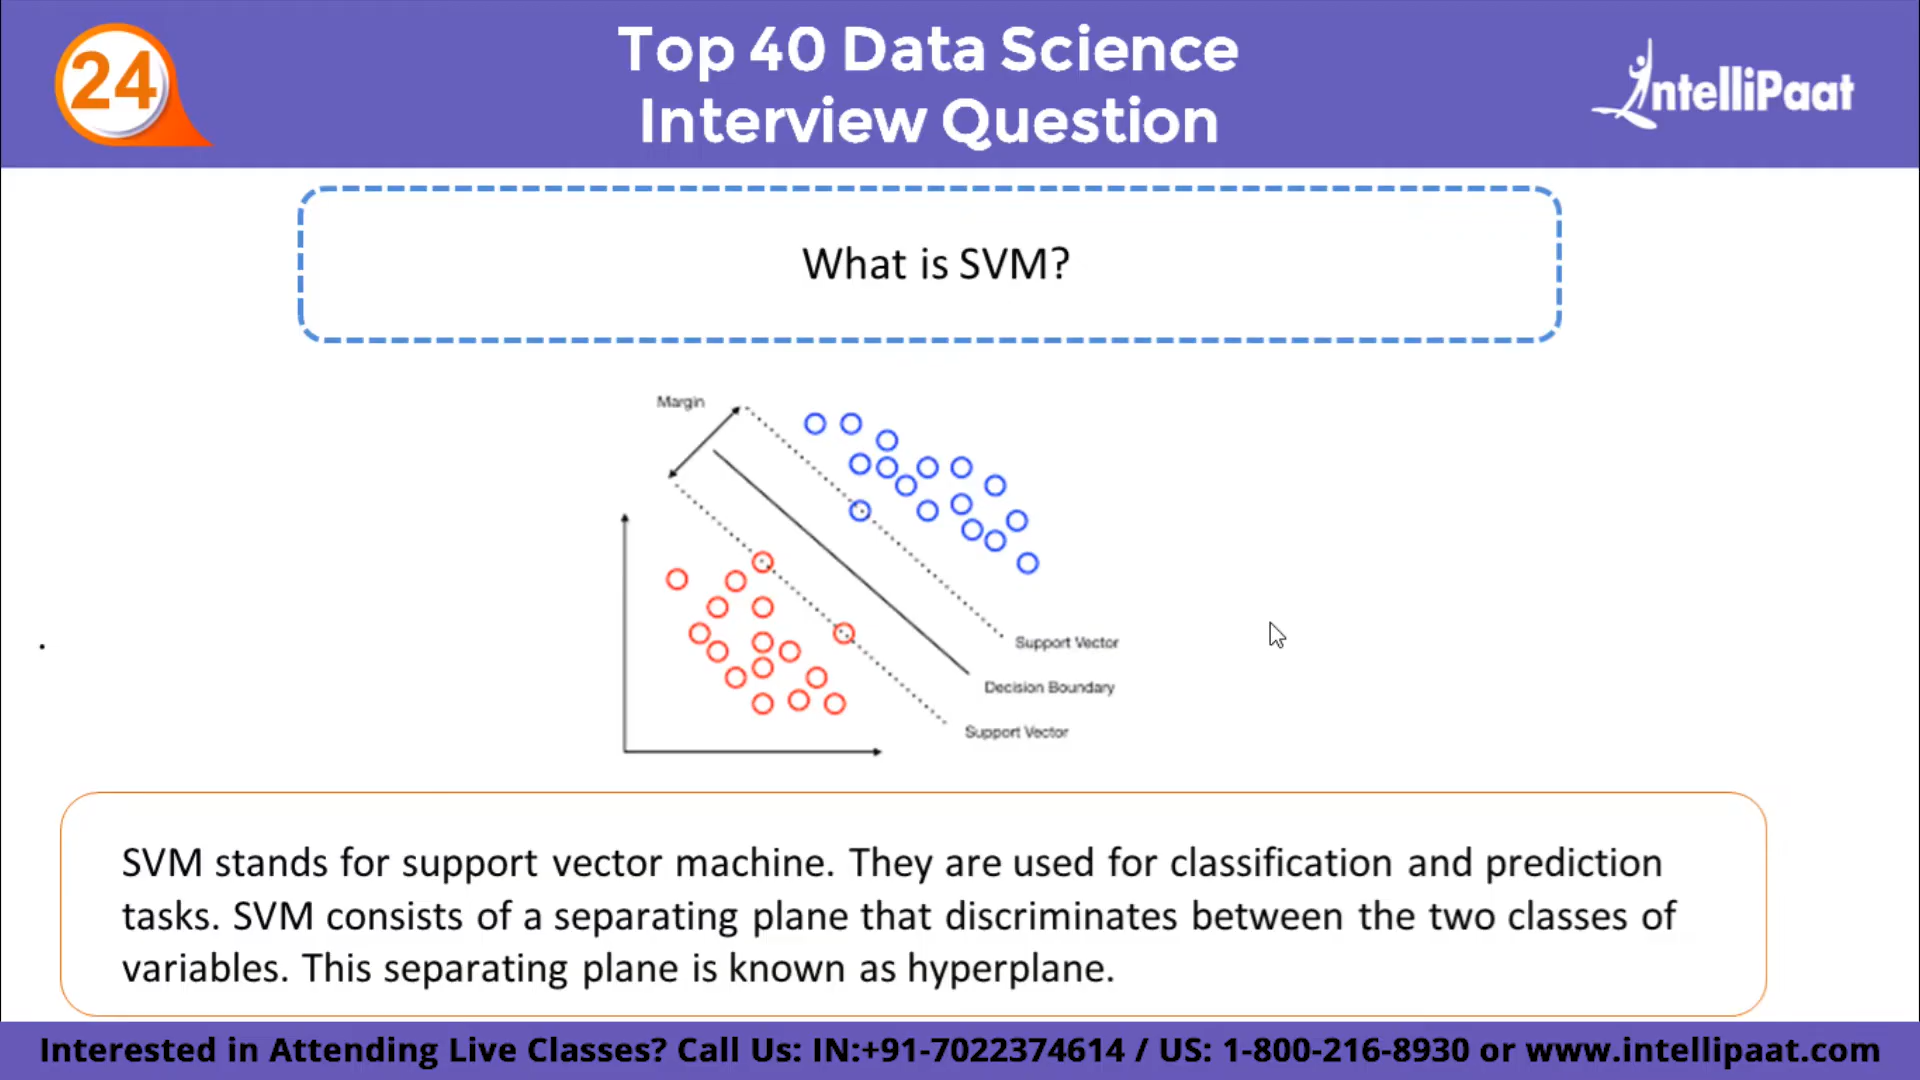 24
Top 40 Data Science
Interview Question
IntelliPaat
What is SVM?
Margin
Support Vector
Decision Boundary
Support Vector
SVM stands for support vector machine. They are used for classification and prediction
tasks. SVM consists of a separating plane that discriminates between the two classes of
variables. This separating plane is known as hyperplane.
Interested in Attending Live Classes? Call Us: IN:+91-7022374614 / US: 1-800-216-8930 or www.intellipaat.com